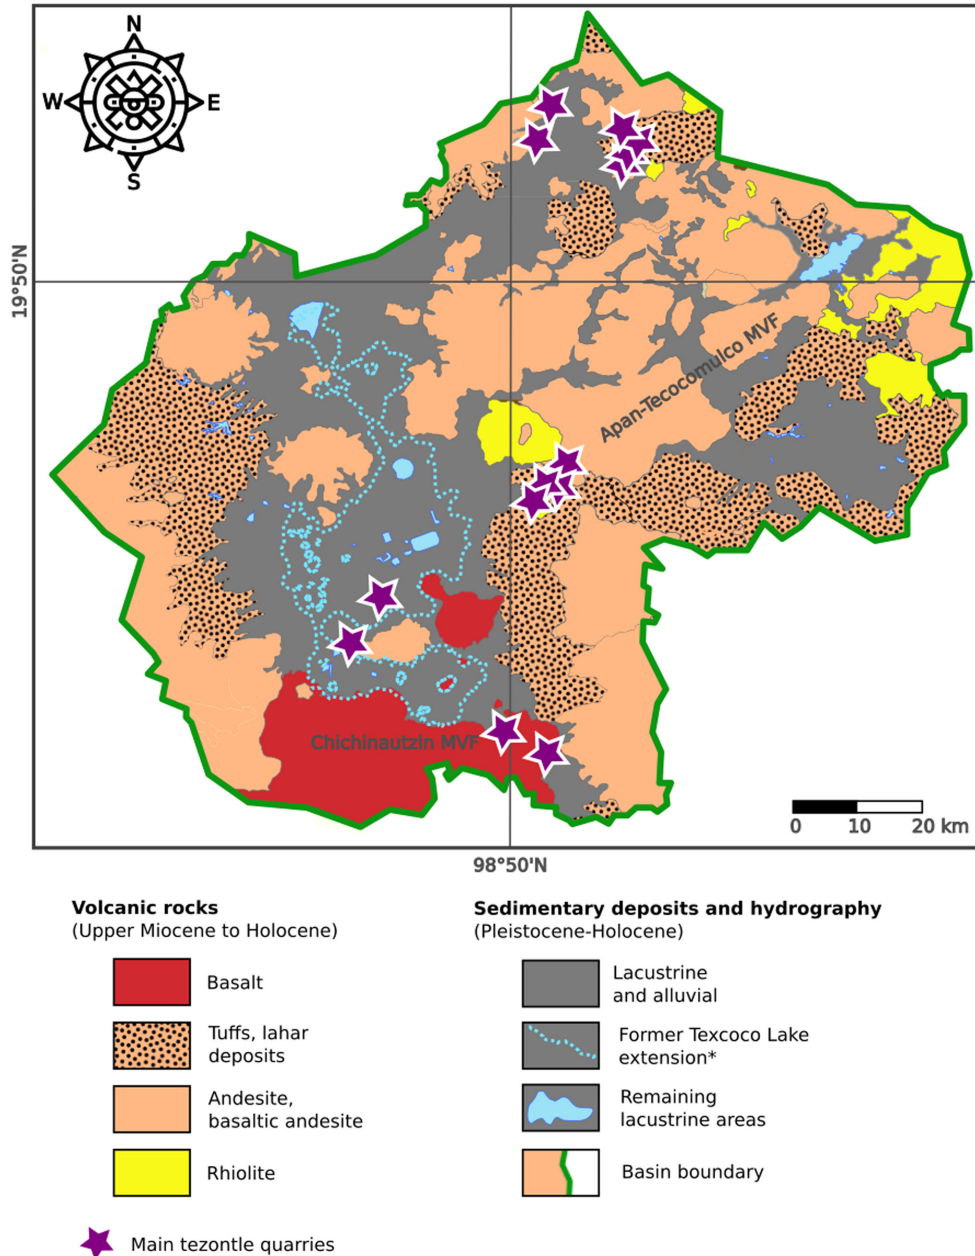 N
W
E
S
19°50'N
Apan-Tecocomulco MVF
Chichinautzin MVF
0 10 20 km
98°50'N
Volcanic rocks
(Upper Miocene to Holocene)
Basalt
Tuffs, lahar
deposits
Andesite,
basaltic andesite
Rhiolite
Main tezontle quarries
Sedimentary deposits and hydrography
(Pleistocene-Holocene)
Lacustrine
and alluvial
Former Texcoco Lake
extension*
Remaining
lacustrine areas
Basin boundary